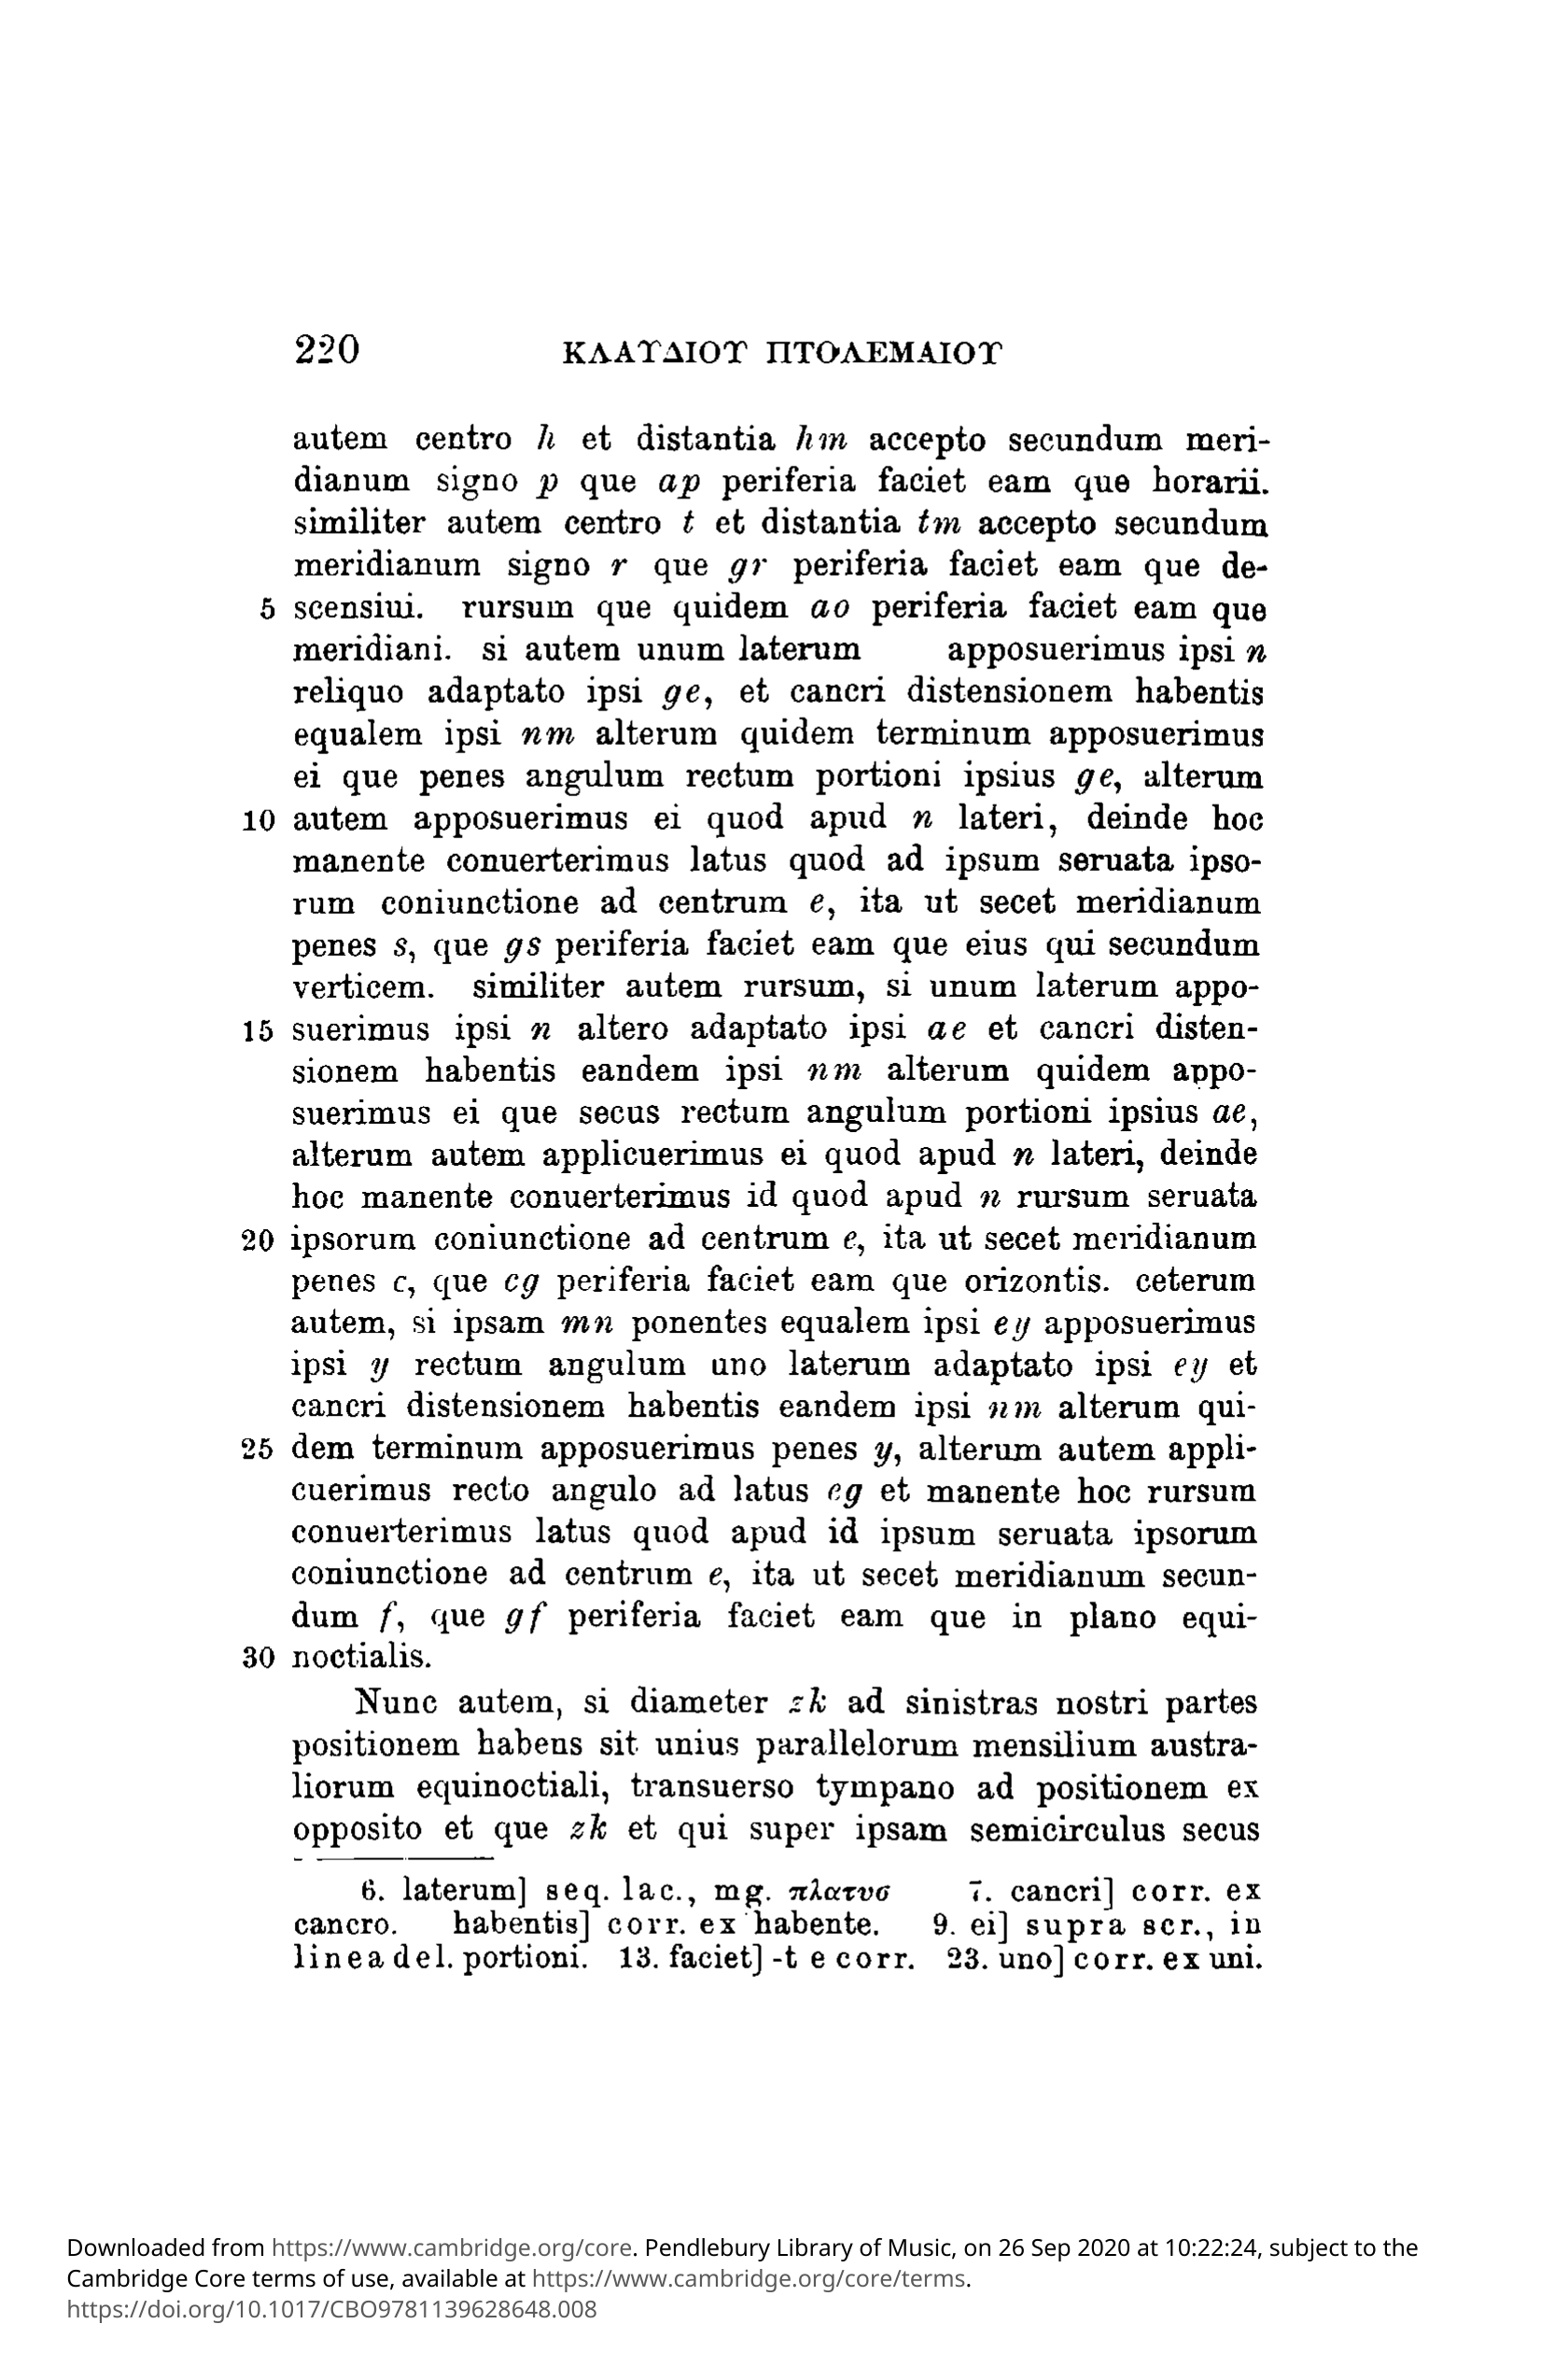 220 ΚΛΑΥΔΙΟΥ ΠΤΟΛΕΜΑΙΟΥ
autem centro h et distantia hm accepto secundum meri-
dianum signo p que ap periferia faciet eam que horarii.
similiter autem centro t et distantia tm accepto secundum
meridianum signo r que gr periferia faciet eam que de-
5 scensiui. rursum que quidem ao periferia faciet eam que
meridiani. si autem unum laterum apposuerimus ipsi n
reliquo adaptato ipsi ge, et cancri distensionem habentis
equalem ipsi nm alterum quidem terminum apposuerimus
ei que penes angulum rectum portioni ipsius ge, alterum
10 autem apposuerimus ei quod apud n lateri, deinde hoc
manente conuerterimus latus quod ad ipsum seruata ipso-
rum coniunctione ad centrum e, ita ut secet meridianum
penes s, que gs periferia faciet eam que eius qui secundum
verticem. similiter autem rursum, si unum laterum appo-
15 suerimus ipsi n altero adaptato ipsi ae et cancri disten-
sionem habentis eandem ipsi nm alterum quidem appo-
suerimus ei que secus rectum angulum portioni ipsius ae,
alterum autem applicuerimus ei quod apud n lateri, deinde
hoc manente conuerterimus id quod apud n rursum seruata
20 ipsorum coniunctione ad centrum e, ita ut secet meridianum
penes c, que cg periferia faciet eam que orizontis. ceterum
autem, si ipsam mn ponentes equalem ipsi ey apposuerimus
ipsi y rectum angulum uno laterum adaptato ipsi ey et
cancri distensionem habentis eandem ipsi nm alterum qui-
25 dem terminum apposuerimus penes y, alterum autem appli-
cuerimus recto angulo ad latus eg et manente hoc rursum
conuerterimus latus quod apud id ipsum seruata ipsorum
coniunctione ad centrum e, ita ut secet meridianum secun-
dum f, que gf periferia faciet eam que in plano equi-
30 noctialis.
Nunc autem, si diameter zk ad sinistras nostri partes
positionem habens sit unius parallelorum mensilium austra-
liorum equinoctiali, transuerso tympano ad positionem ex
opposito et que zk et qui super ipsam semicirculus secus
6. laterum] seq. lac., mg. πλατυσ 7. cancri] corr. ex
cancro. habentis] corr. ex habente. 9. ei] supra scr., in
linea del. portioni. 13. faciet] -t e corr. 23. uno] corr. ex uni.
Downloaded from https://www.cambridge.org/core. Pendlebury Library of Music, on 26 Sep 2020 at 10:22:24, subject to the
Cambridge Core terms of use, available at https://www.cambridge.org/core/terms.
https://doi.org/10.1017/CBO9781139628648.008